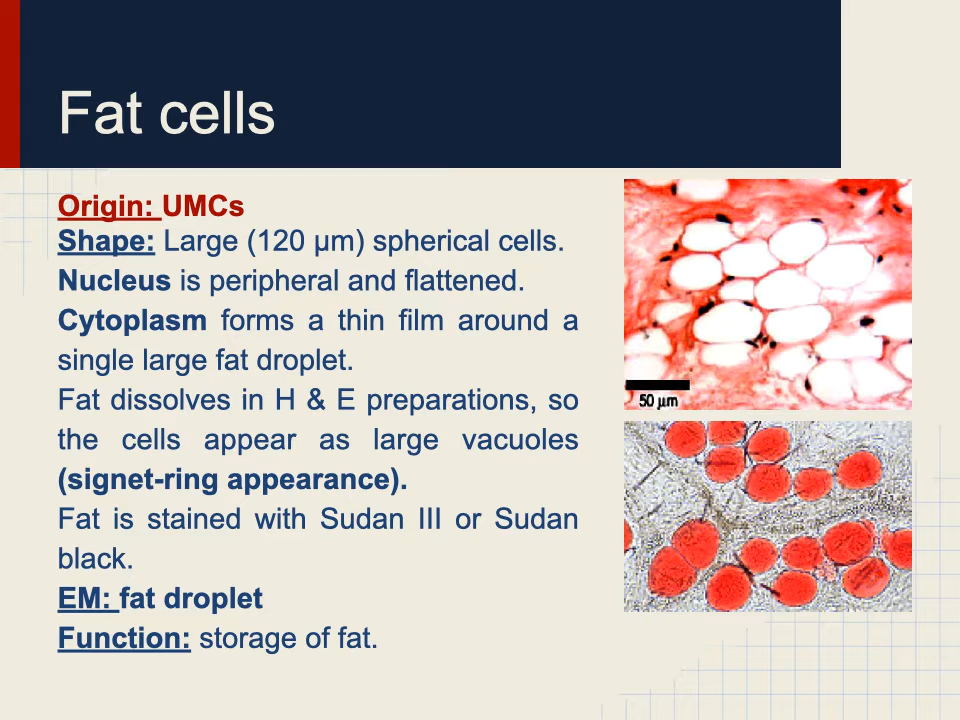 Fat cells
Origin: UMCs
Shape: Large (120 µm) spherical cells.
Nucleus is peripheral and flattened.
Cytoplasm forms a thin film around a
single large fat droplet.
Fat dissolves in H & E preparations, so
the cells appear as large vacuoles
(signet-ring appearance).
Fat is stained with Sudan III or Sudan
black.
EM: fat droplet
Function: storage of fat.
50 µm